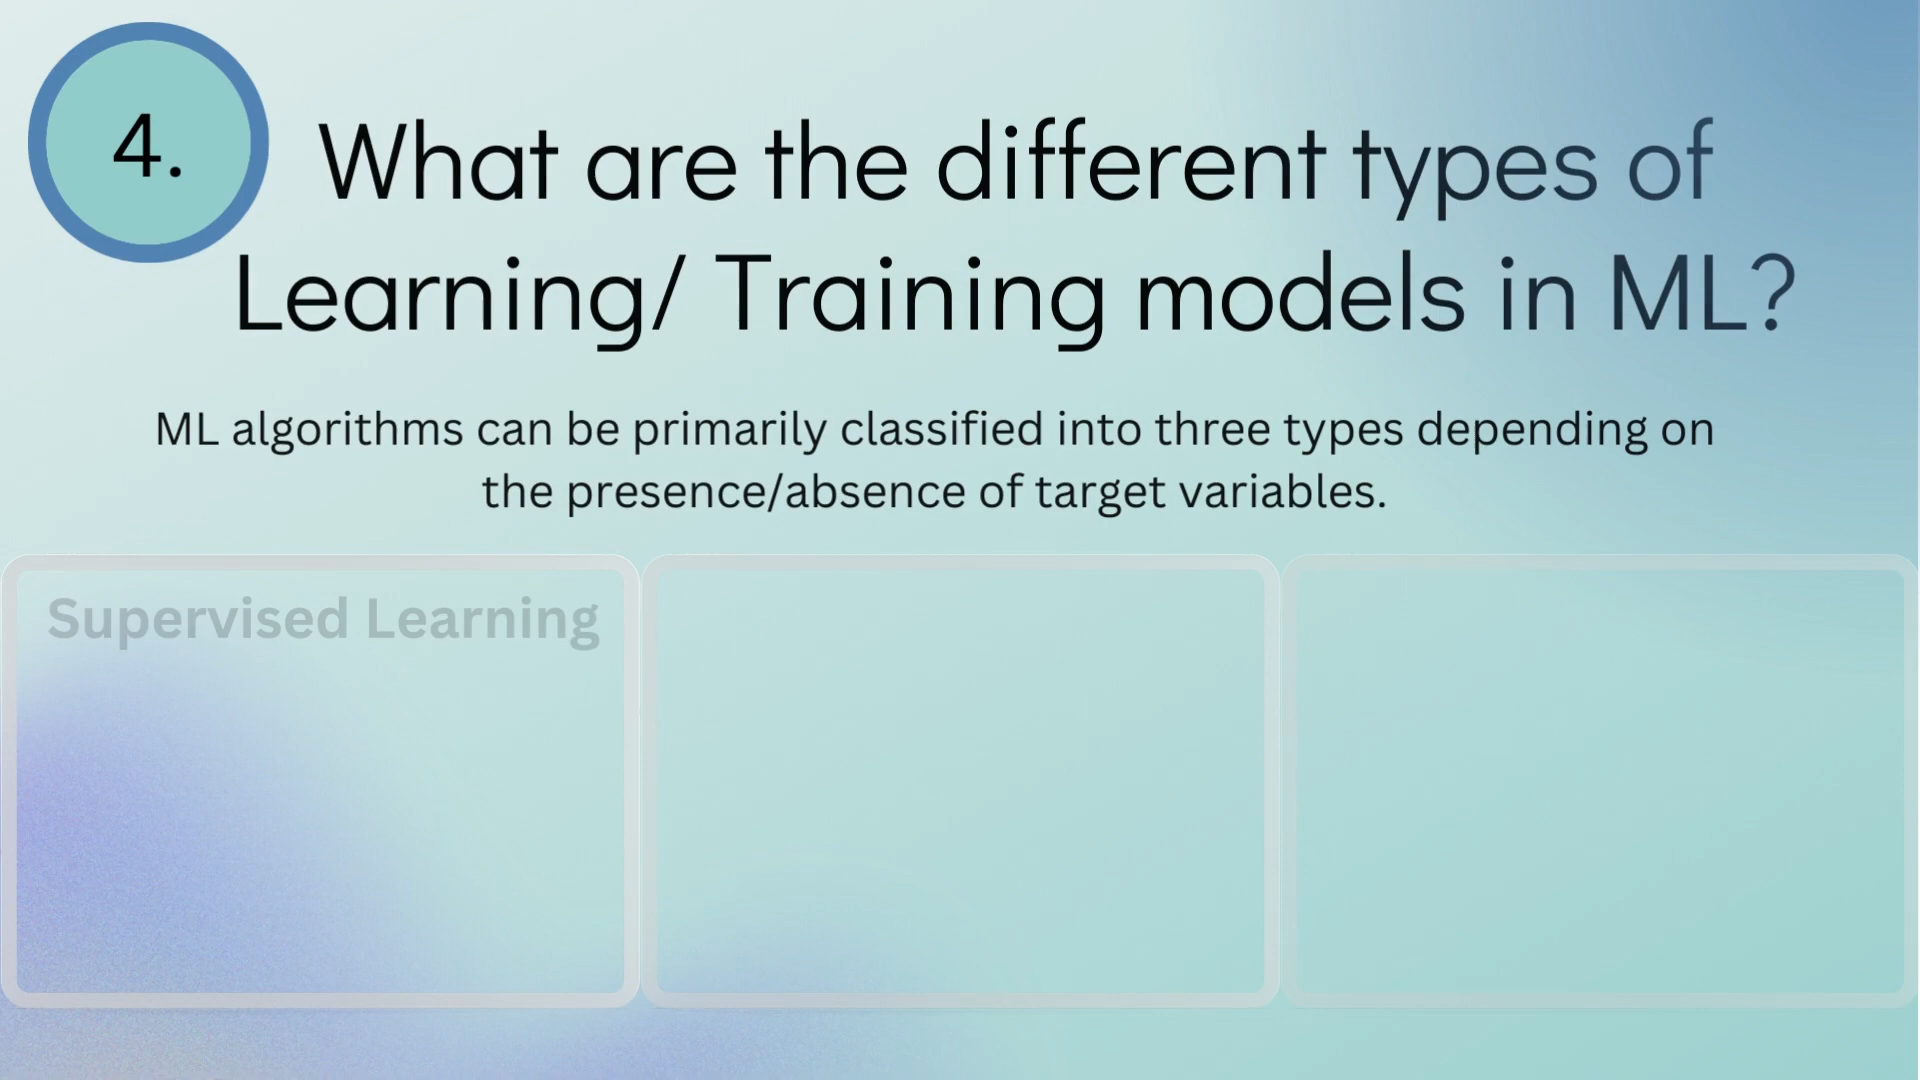 4.
What are the different types of
Learning/ Training models in ML?
ML algorithms can be primarily classified into three types depending on
the presence/absence of target variables.
Supervised Learning